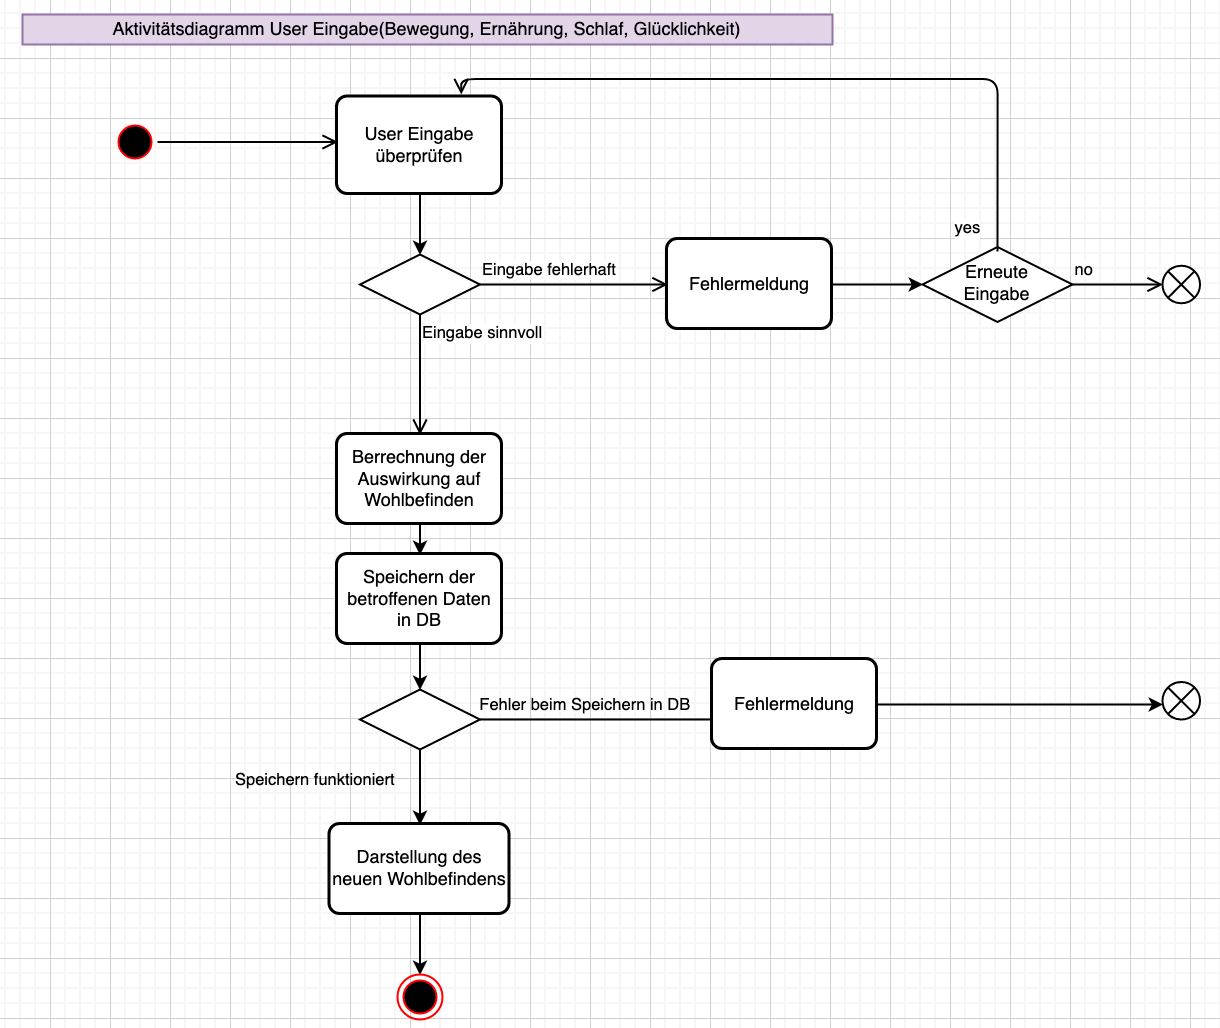 Aktivitätsdiagramm User Eingabe(Bewegung, Ernährung, Schlaf, Glücklichkeit)
User Eingabe
überprüfen
yes
Eingabe fehlerhaft
Fehlermeldung
Erneute
Eingabe
no
Eingabe sinnvoll
Berrechnung der
Auswirkung auf
Wohlbefinden
Speichern der
betroffenen Daten
in DB
Fehler beim Speichern in DB
Fehlermeldung
Speichern funktioniert
Darstellung des
neuen Wohlbefindens